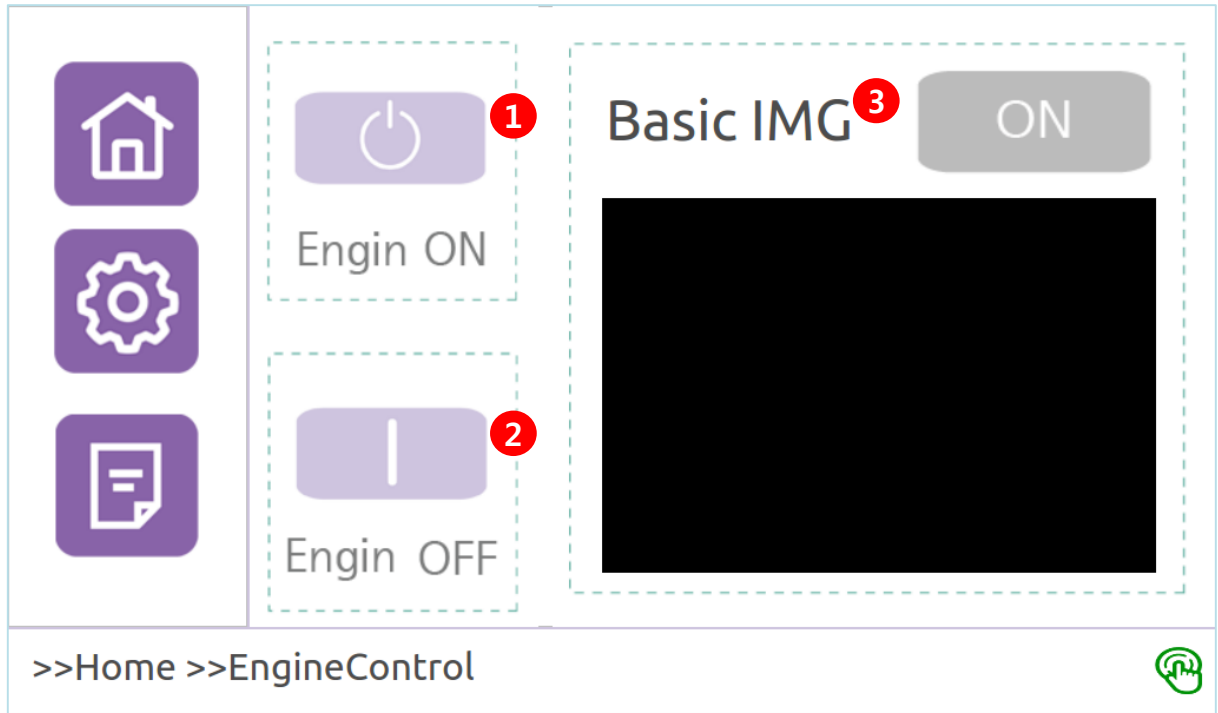 1
Engin ON
2
Engin OFF
Basic IMG 3 ON
>>Home >>EngineControl